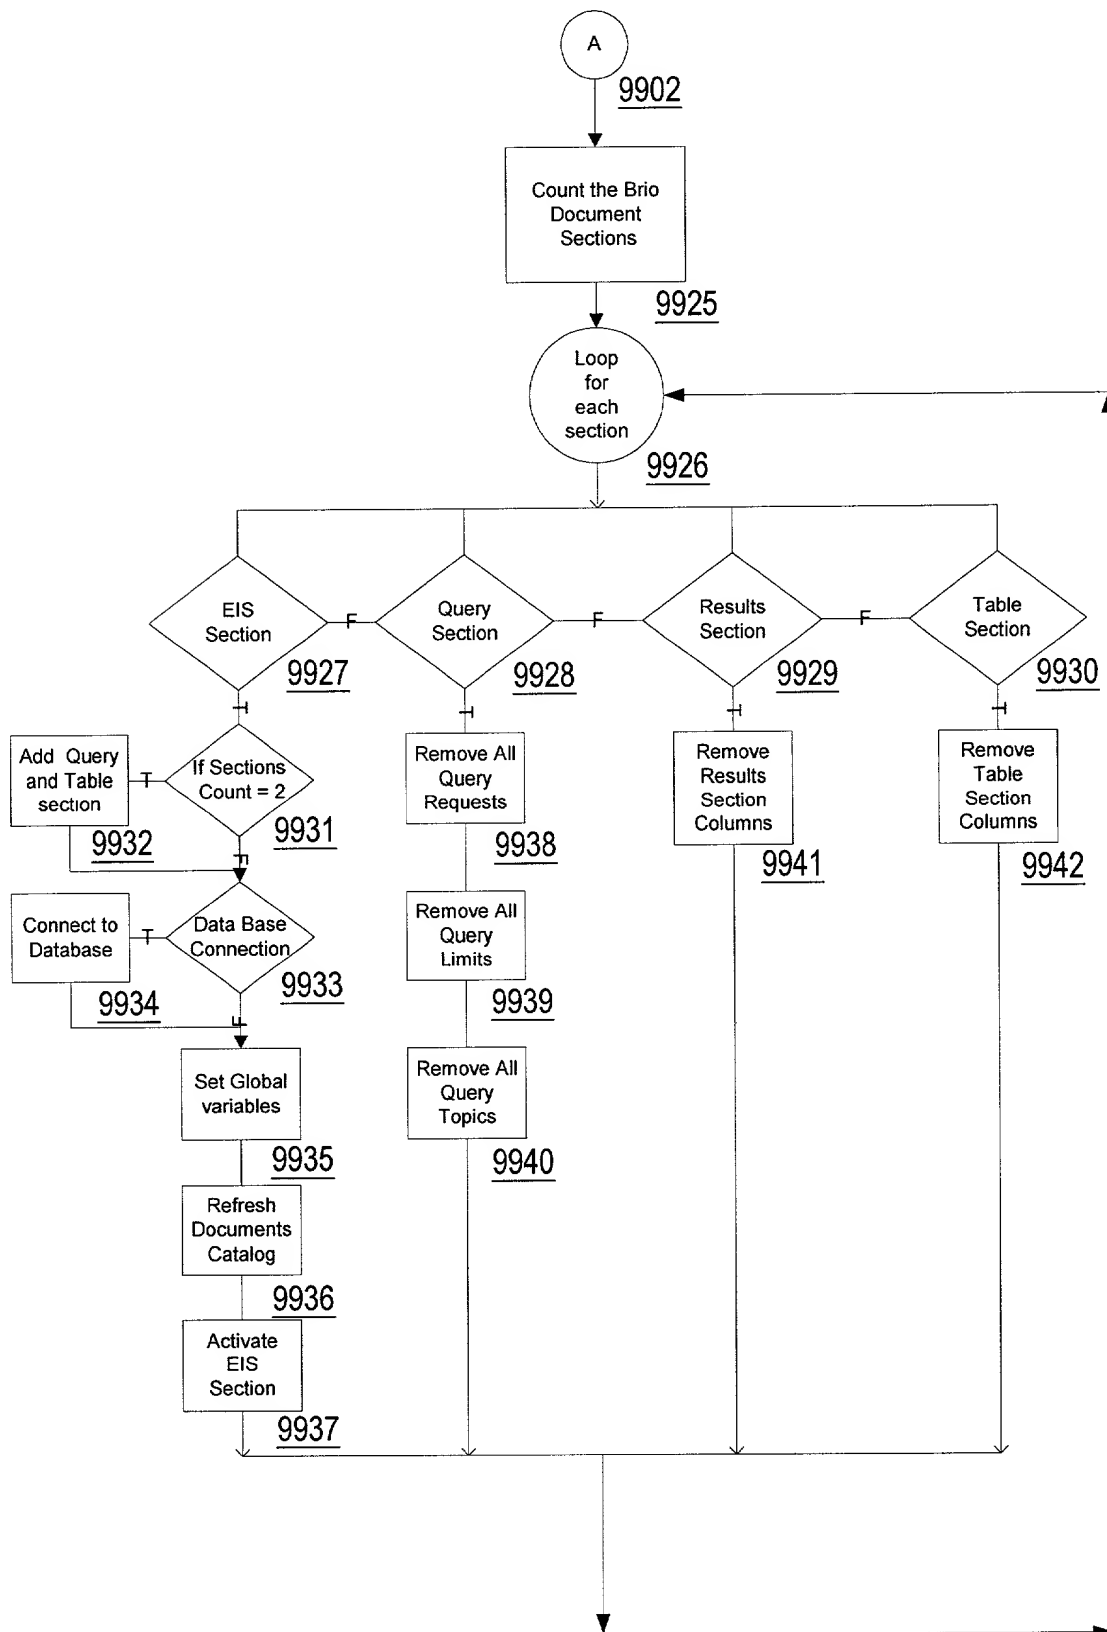 A
9902
Count the Brio
Document
Sections
9925
Loop
for
each
section
9926
EIS
Section
9927
F
Query
Section
9928
F
Results
Section
9929
F
Table
Section
9930
T
T
T
T
Add Query
and Table
section
9932
T
If Sections
Count = 2
9931
F
Connect to
Database
9934
T
Data Base
Connection
9933
F
Set Global
variables
9935
Refresh
Documents
Catalog
9936
Activate
EIS
Section
9937
Remove All
Query
Requests
9938
Remove All
Query
Limits
9939
Remove All
Query
Topics
9940
Remove
Results
Section
Columns
9941
Remove
Table
Section
Columns
9942